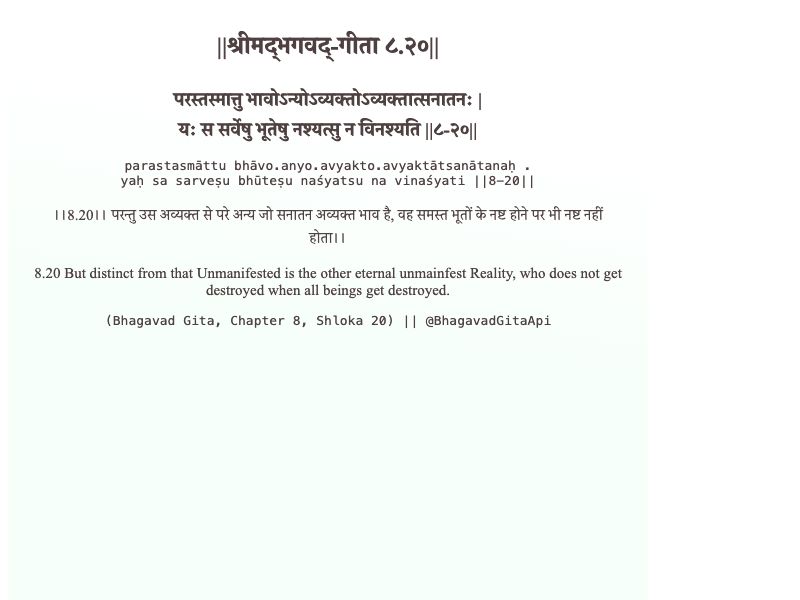 ||श्रीमद्‍भगवद्‍-गीता ८.२०||
परस्तस्मात्तु भावोऽन्योऽव्यक्तोऽव्यक्तात्सनातनः |
यः स सर्वेषु भूतेषु नश्यत्सु न विनश्यति ||८-२०||
parastasmāttu bhāvo.anyo.avyakto.avyaktātsanātanaḥ .
yaḥ sa sarveṣu bhūteṣu naśyatsu na vinaśyati ||8-20||
।।8.20।। परन्तु उस अव्यक्त से परे अन्य जो सनातन अव्यक्त भाव है, वह समस्त भूतों के नष्ट होने पर भी नष्ट नहीं
होता।।
8.20 But distinct from that Unmanifested is the other eternal unmainfest Reality, who does not get
destroyed when all beings get destroyed.
(Bhagavad Gita, Chapter 8, Shloka 20) || @BhagavadGitaApi